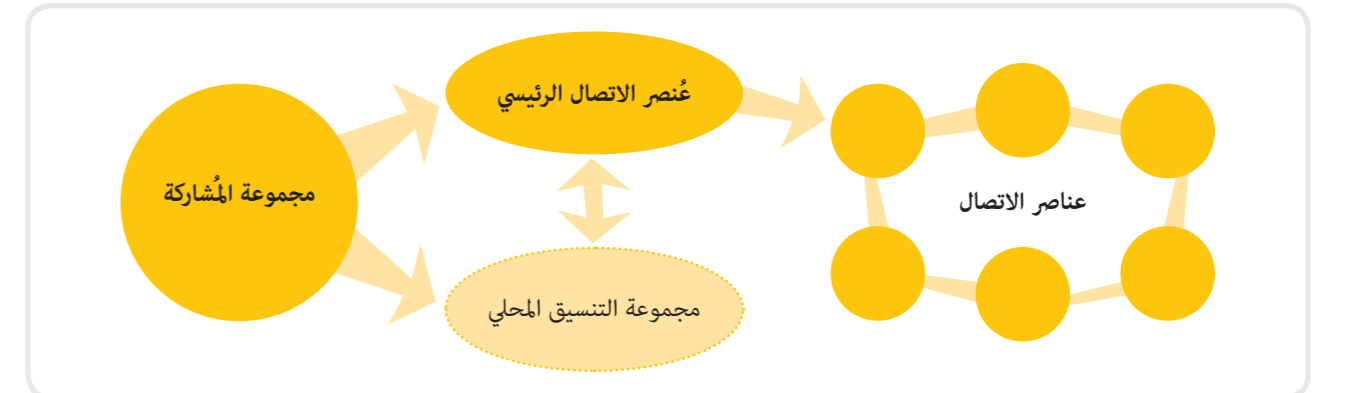 عُنصر الاتصال الرئيسي
مجموعة المُشاركة
عناصر الاتصال
مجموعة التنسيق المحلي